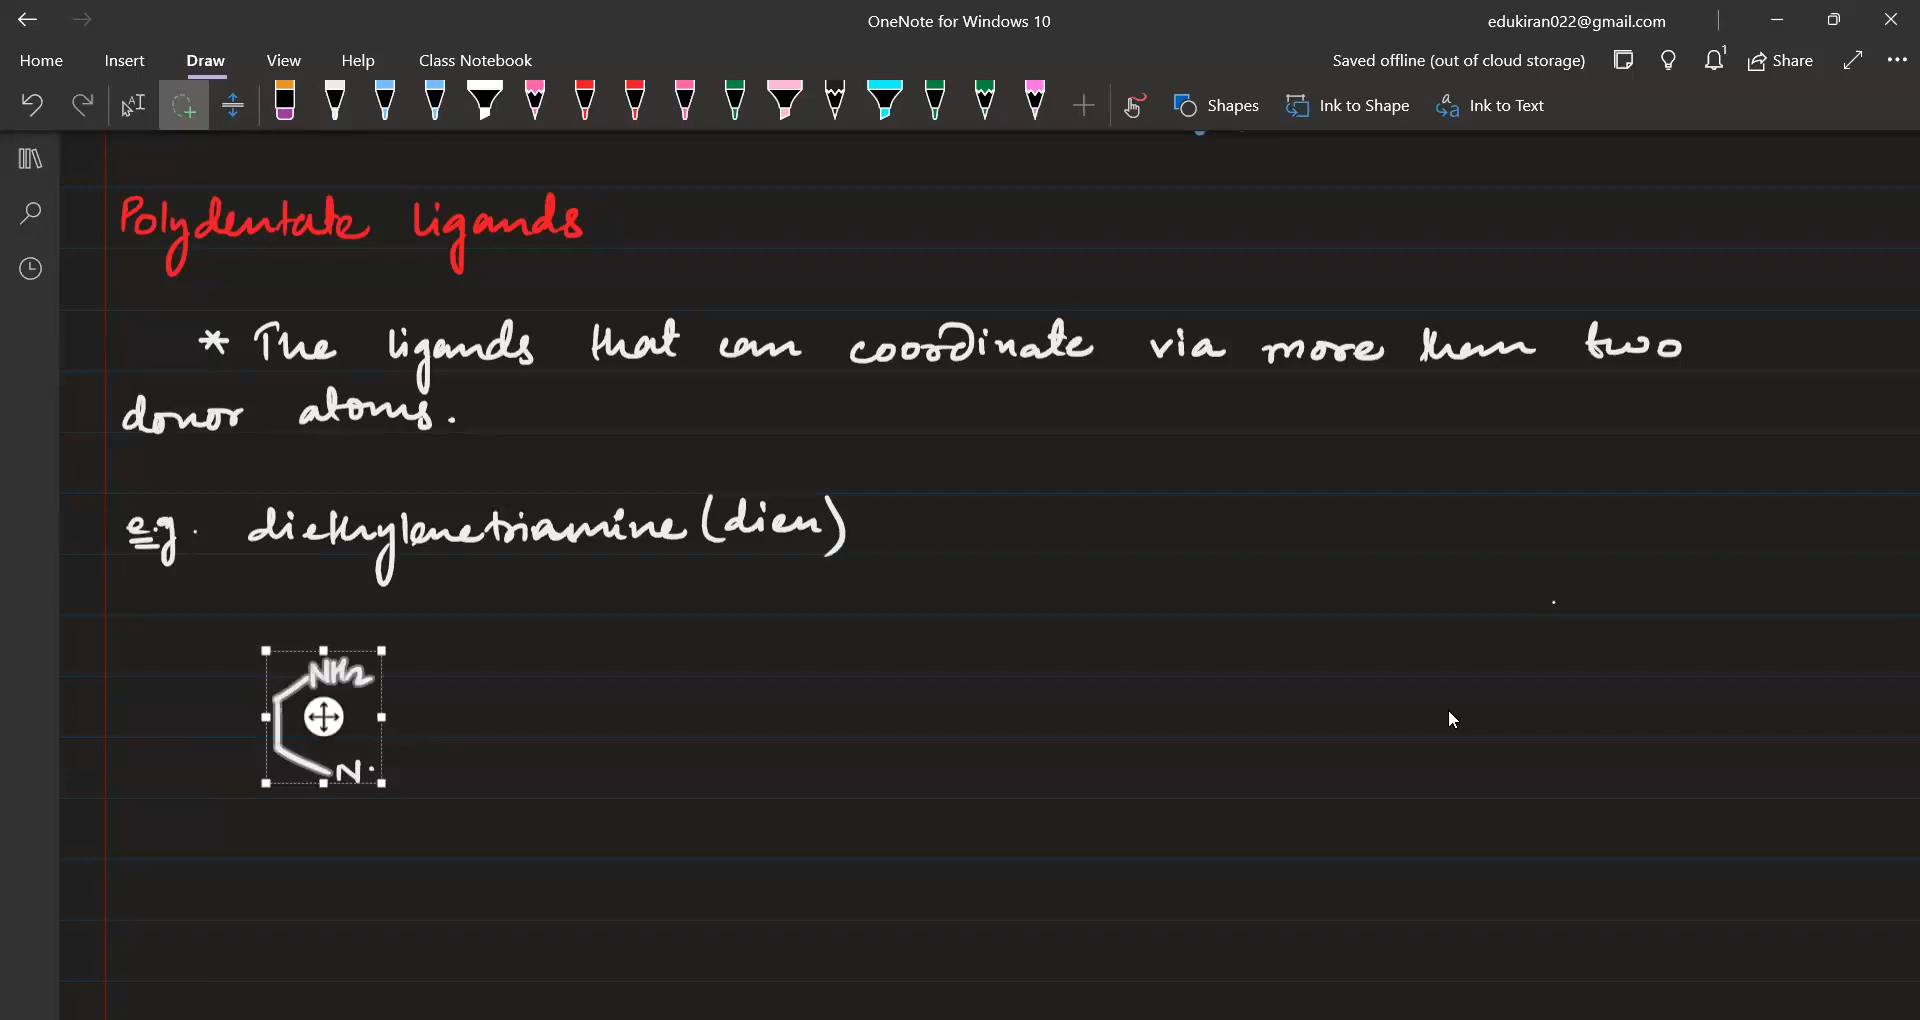 OneNote for Windows 10
edukiran022@gmail.com
Home Insert Draw View Help Class Notebook
Saved offline (out of cloud storage)
1
Share
Shapes
Ink to Shape
Ink to Text
Polydentate ligands
* The ligands that can coordinate via more than two
donor atoms.
e.g. diethylenetriamine (dien)
NH2
N.